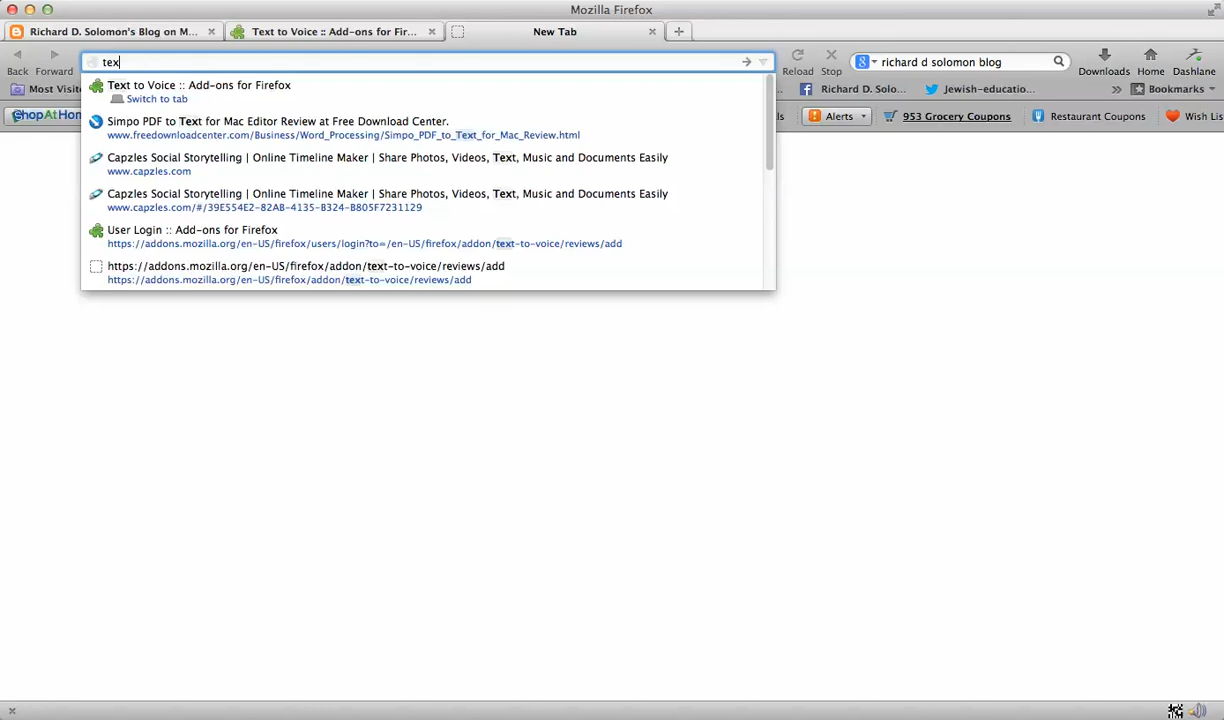 Mozilla Firefox
Richard D. Solomon's Blog on M...
Text to Voice :: Add-ons for Fir...
New Tab
Back
Forward
tex
Reload
Stop
richard d solomon blog
Downloads
Home
Dashlane
Most Visit
Richard D. Solo...
Jewish-educatio...
»
Bookmarks
ShopAtHom
ls
Alerts
953 Grocery Coupons
Restaurant Coupons
Wish Lis
Text to Voice :: Add-ons for Firefox
Switch to tab
Simpo PDF to Text for Mac Editor Review at Free Download Center.
www.freedownloadcenter.com/Business/Word_Processing/Simpo_PDF_to_Text_for_Mac_Review.html
Capzles Social Storytelling | Online Timeline Maker | Share Photos, Videos, Text, Music and Documents Easily
www.capzles.com
Capzles Social Storytelling | Online Timeline Maker | Share Photos, Videos, Text, Music and Documents Easily
www.capzles.com/#/39E554E2-82AB-4135-B324-B805F7231129
User Login :: Add-ons for Firefox
https://addons.mozilla.org/en-US/firefox/users/login?to=/en-US/firefox/addon/text-to-voice/reviews/add
https://addons.mozilla.org/en-US/firefox/addon/text-to-voice/reviews/add
https://addons.mozilla.org/en-US/firefox/addon/text-to-voice/reviews/add